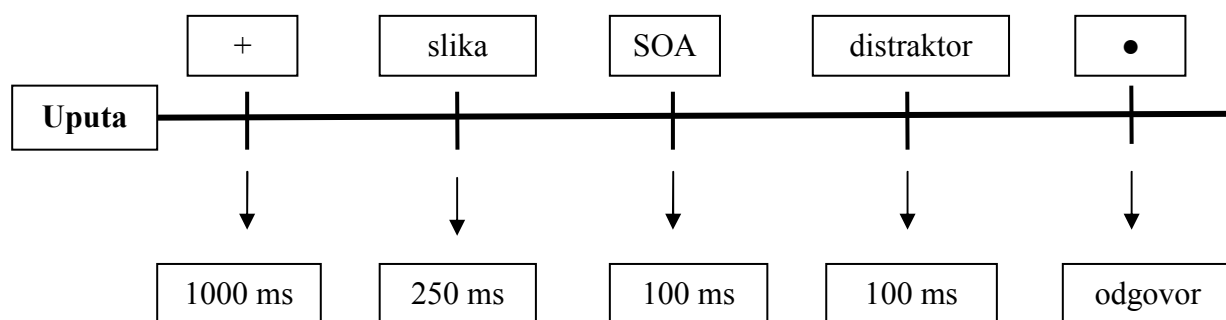 + slika SOA distraktor ●
Uputa
1000 ms 250 ms 100 ms 100 ms odgovor